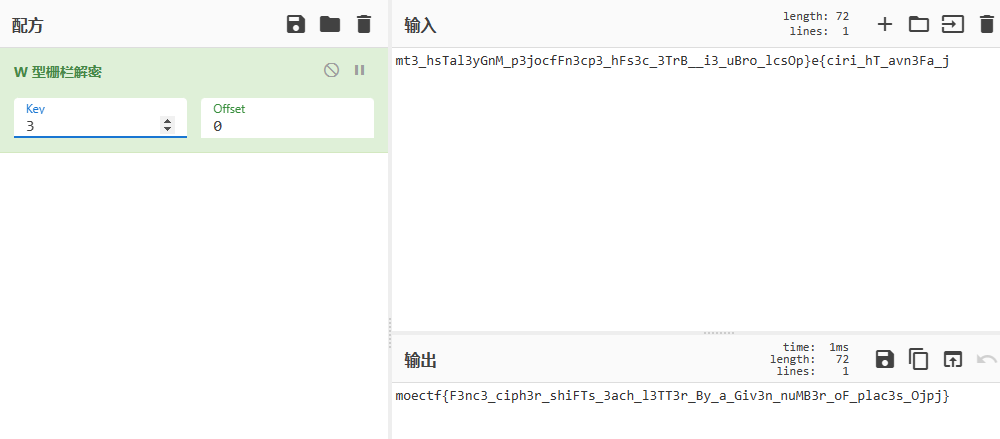 配方
W 型栅栏解密
Key
3
Offset
0
输入
length: 72
lines: 1
mt3_hsTal3yGnM_p3jocfFn3cp3_hFs3c_3TrB__i3_uBro_lcsOp}e{ciri_hT_avn3Fa_j
输出
time: 1ms
length: 72
lines: 1
moectf{F3nc3_ciph3r_shiFTs_3ach_l3TT3r_By_a_Giv3n_nuMB3r_oF_plac3s_Ojpj}